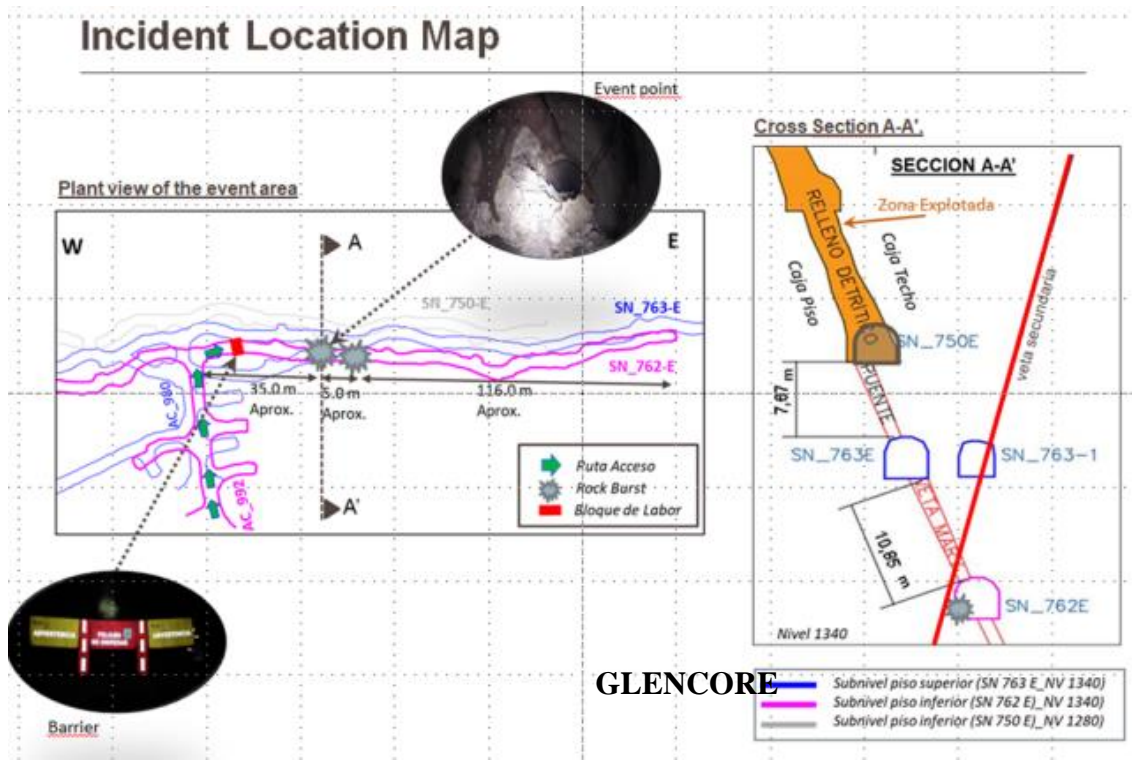 Incident Location Map
Event point
Plant view of the event area
W
A
E
SN_750-E
SN_763-E
SN_762-E
35.0 m
Aprox.
5.0 m
Aprox.
116.0 m
Aprox.
AC_980
AC_992
A'
Ruta Acceso
Rock Burst
Bloque de Labor
ADVERTENCIA
Barrier
Cross Section A-A'.
SECCION A-A'
Zona Explotada
RELLENO DETRITICO
Caja Techo
Caja Piso
SN_750E
veta secundaria
PUENTE
7,67 m
SN_763E
SN_763-1
10,85 m
SN_762E
Nivel 1340
GLENCORE
Subnivel piso superior (SN 763 E_NV 1340)
Subnivel piso inferior (SN 762 E)_NV 1340)
Subnivel piso inferior (SN 750 E)_NV 1280)